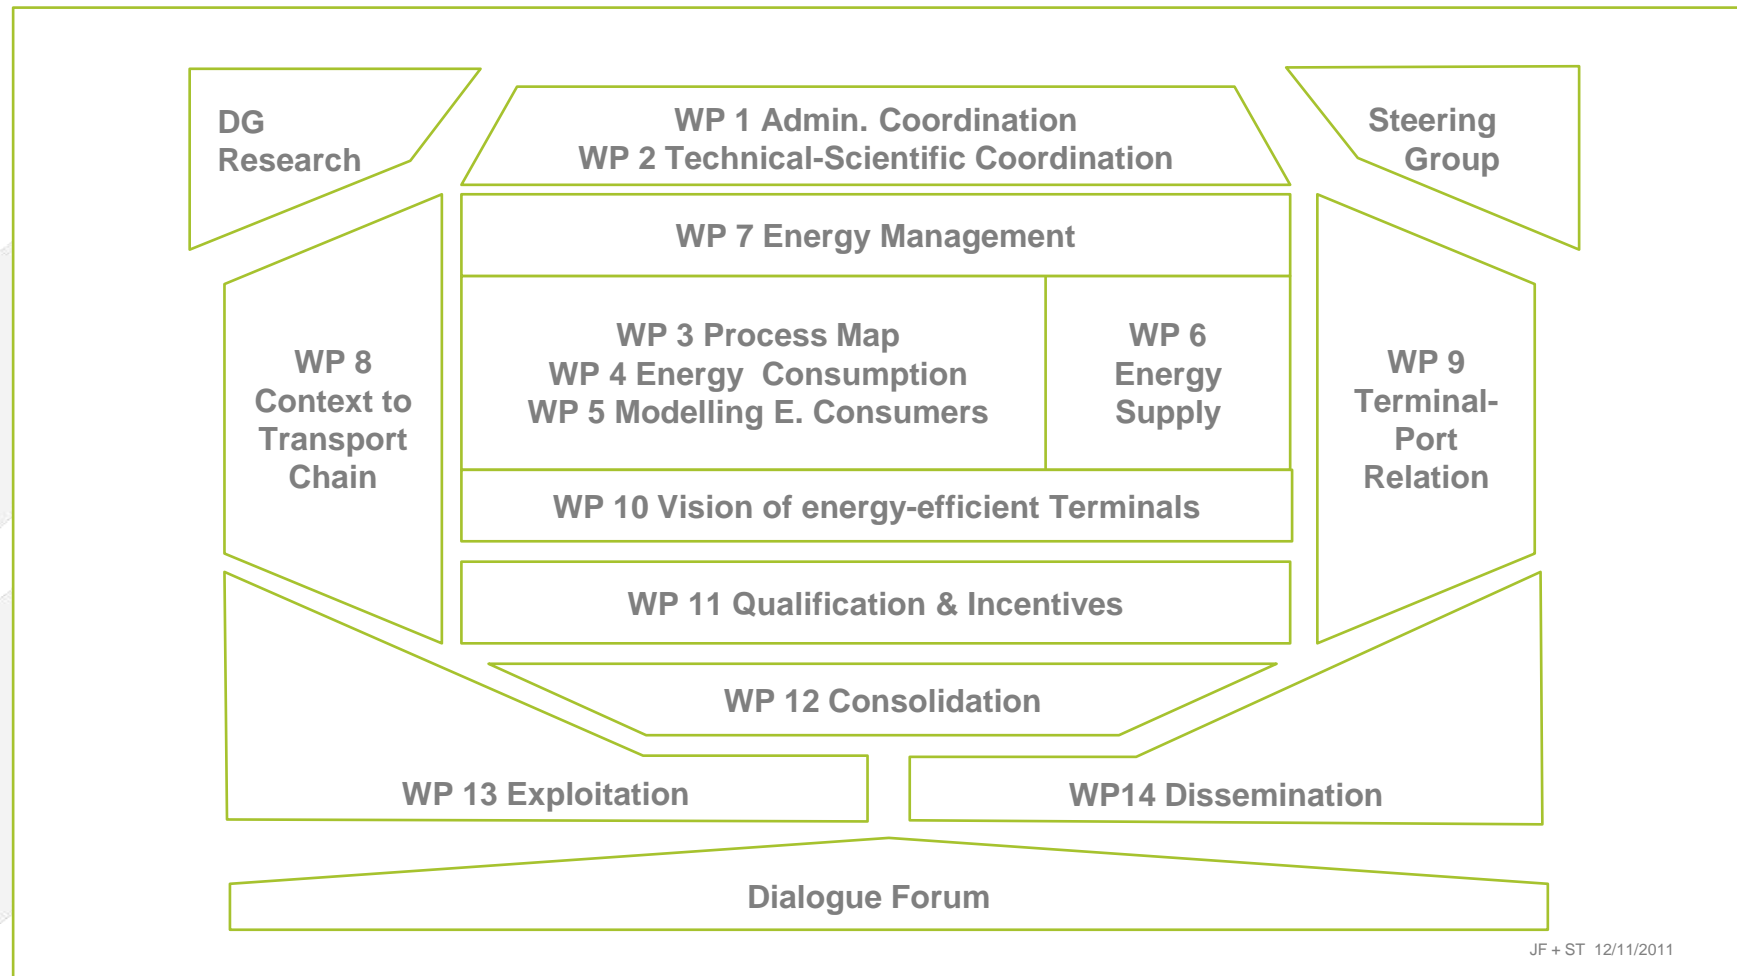 DG
Research
WP 1 Admin. Coordination
WP 2 Technical-Scientific Coordination
Steering
Group
WP 7 Energy Management
WP 8
Context to
Transport
Chain
WP 3 Process Map
WP 4 Energy  Consumption
WP 5 Modelling E. Consumers
WP 6
Energy
Supply
WP 9
Terminal-
Port
Relation
WP 10 Vision of energy-efficient Terminals
WP 11 Qualification & Incentives
WP 12 Consolidation
WP 13 Exploitation
WP14 Dissemination
Dialogue Forum
JF + ST  12/11/2011